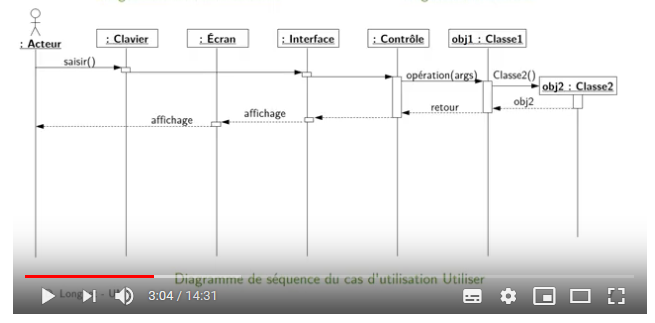 : Acteur
: Clavier
: Écran
: Interface
: Contrôle
obj1 : Classe1
saisir()
opération(args)
Classe2()
obj2 : Classe2
obj2
retour
affichage
affichage
Diagramme de séquence du cas d'utilisation Utiliser
3:04 / 14:31